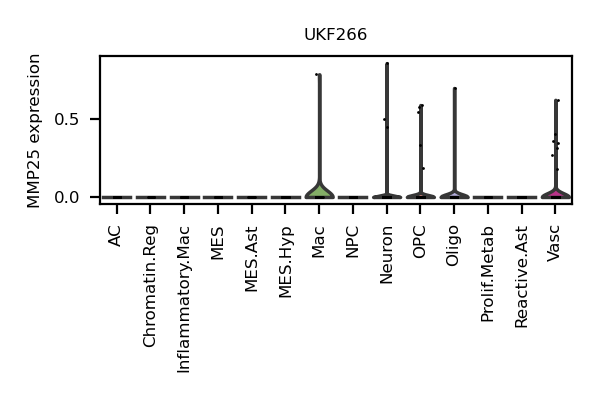 UKF266
MMP25 expression
0.5
0.0
AC
Chromatin.Reg
Inflammatory.Mac
MES
MES.Ast
MES.Hyp
Mac
NPC
Neuron
OPC
Oligo
Prolif.Metab
Reactive.Ast
Vasc